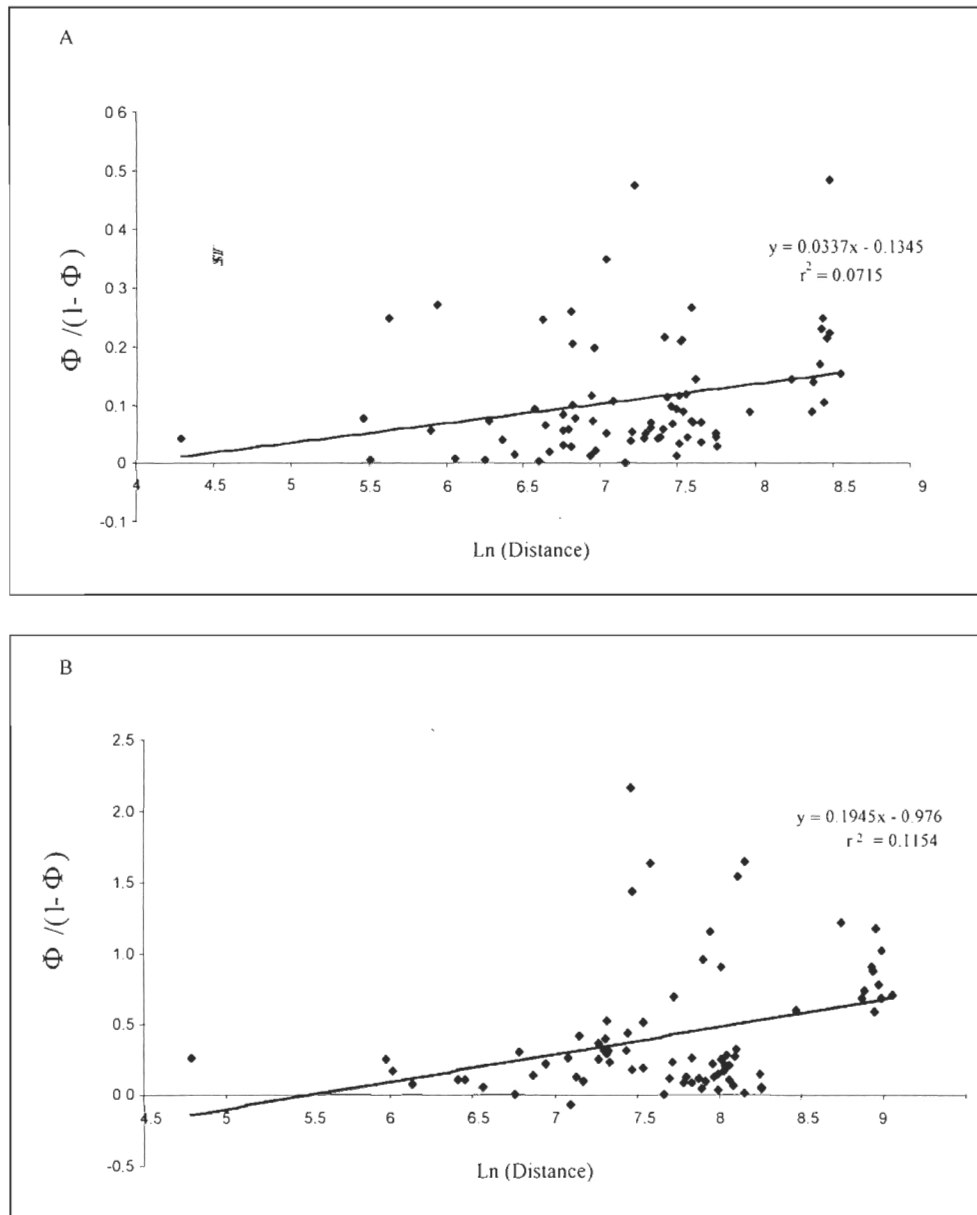 A
0 6
0.5
0 4
0.3
0.2
0.1
0
-0.1
Φ /(1- Φ)
y = 0.0337x - 0.1345
r² = 0.0715
4 4.5 5 5.5 6 6.5 7 7.5 8 8.5 9
Ln (Distance)
B
2.5
2.0
1.5
1.0
0.5
0.0
-0.5
Φ /(1- Φ)
y = 0.1945x - 0.976
r² = 0.1154
4.5 5 5.5 6 6.5 7 7.5 8 8.5 9
Ln (Distance)